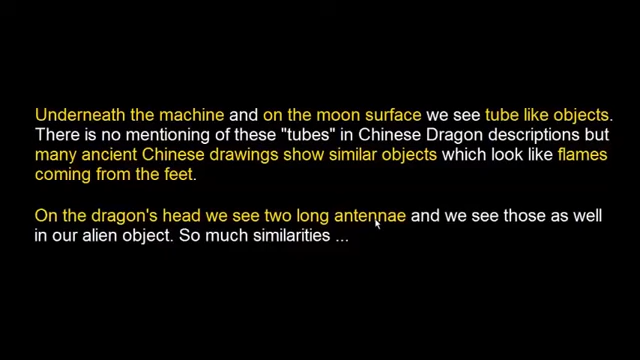 Underneath the machine and on the moon surface we see tube like objects.
There is no mentioning of these "tubes" in Chinese Dragon descriptions but
many ancient Chinese drawings show similar objects which look like flames
coming from the feet.
On the dragon's head we see two long antennae and we see those as well
in our alien object. So much similarities ...